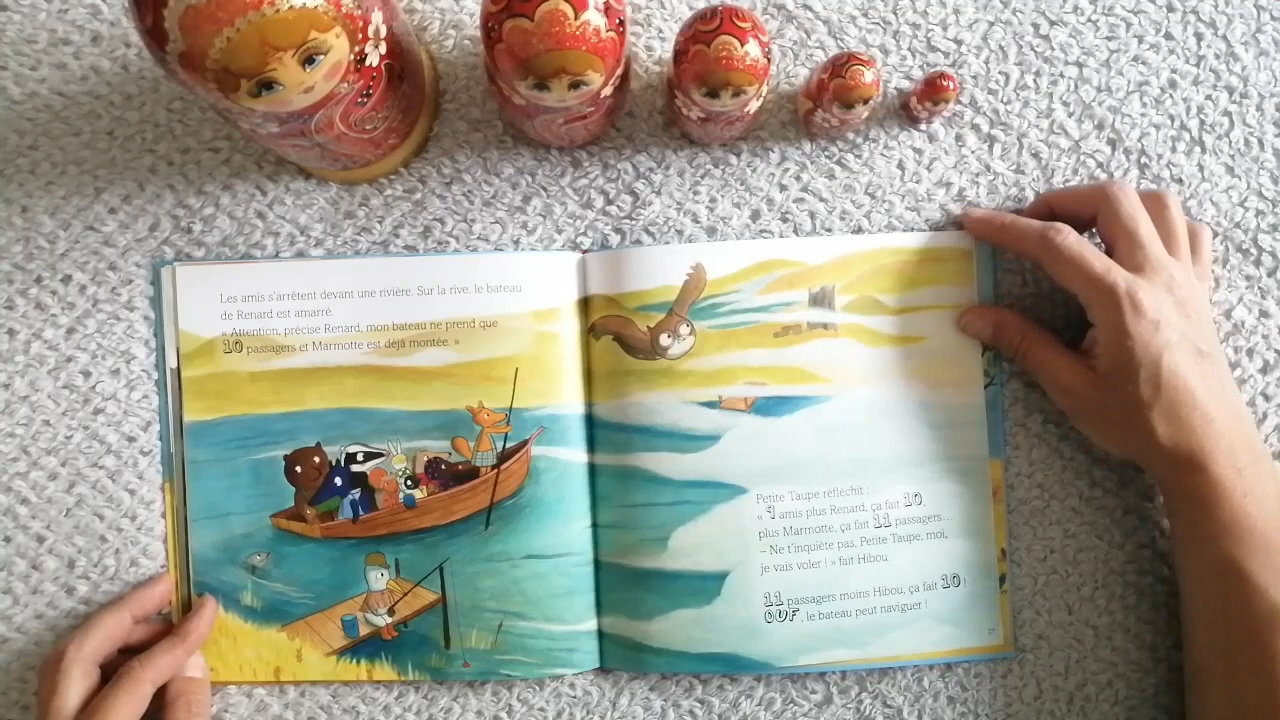 Les amis s'arrêtent devant une rivière. Sur la rive, le bateau
de Renard est amarré.
« Attention, précise Renard, mon bateau ne prend que
10 passagers et Marmotte est déjà montée. »
Petite Taupe réfléchit :
« 9 amis plus Renard, ça fait 10,
plus Marmotte, ça fait 11 passagers...
– Ne t'inquiète pas, Petite Taupe, moi,
je vais voler ! » fait Hibou.
11 passagers moins Hibou, ça fait 10 !
OUF, le bateau peut naviguer !